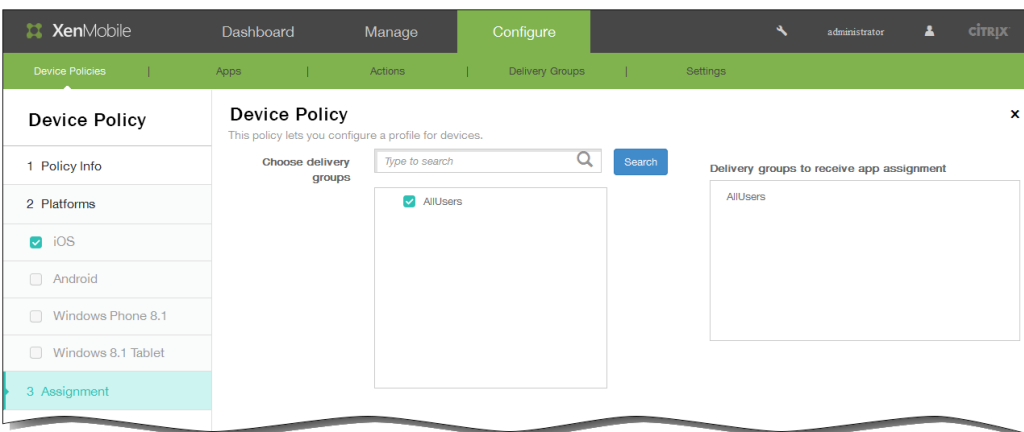 XenMobile Dashboard Manage Configure administrator CİTRIX
Device Policies | Apps | Actions | Delivery Groups | Settings
Device Policy
1 Policy Info
2 Platforms
iOS
Android
Windows Phone 8.1
Windows 8.1 Tablet
3 Assignment
Device Policy x
This policy lets you configure a profile for devices.
Choose delivery
groups
Type to search Search
AllUsers
Delivery groups to receive app assignment
AllUsers